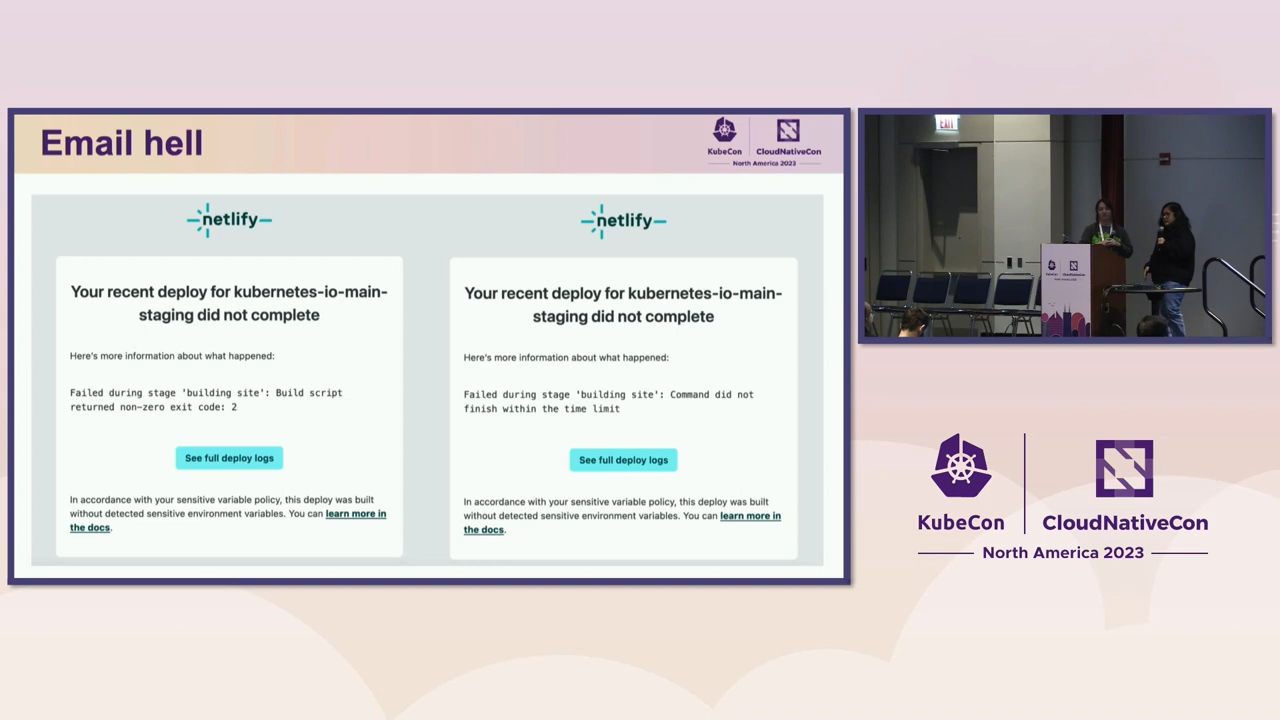 Email hell
KubeCon
CloudNativeCon
North America 2023
netlify
Your recent deploy for kubernetes-io-main-
staging did not complete
Here's more information about what happened:
Failed during stage 'building site': Build script
returned non-zero exit code: 2
See full deploy logs
In accordance with your sensitive variable policy, this deploy was built
without detected sensitive environment variables. You can learn more in
the docs.
netlify
Your recent deploy for kubernetes-io-main-
staging did not complete
Here's more information about what happened:
Failed during stage 'building site': Command did not
finish within the time limit
See full deploy logs
In accordance with your sensitive variable policy, this deploy was built
without detected sensitive environment variables. You can learn more in
the docs.
EXIT
KubeCon
CloudNativeCon
North America 2023